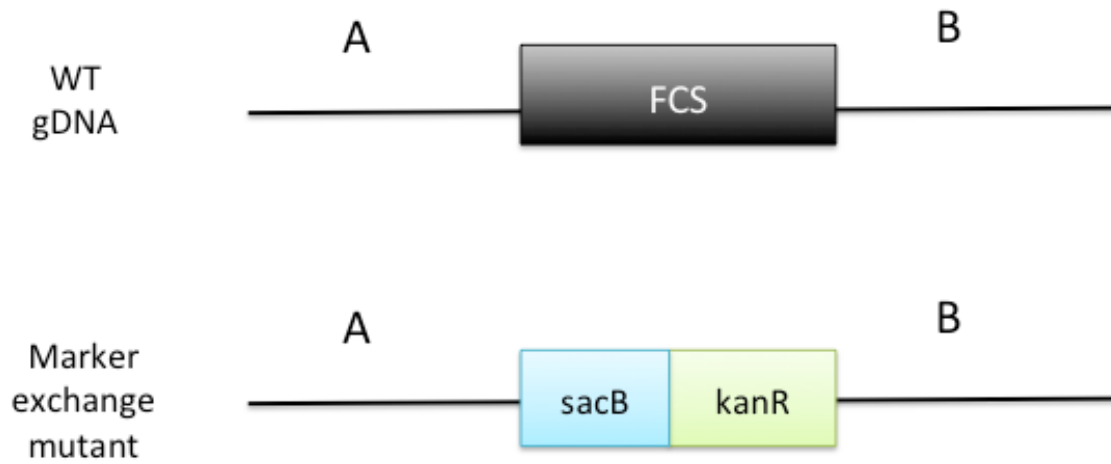 A
B
WT
gDNA
FCS
A
B
Marker
exchange
mutant
sacB
kanR